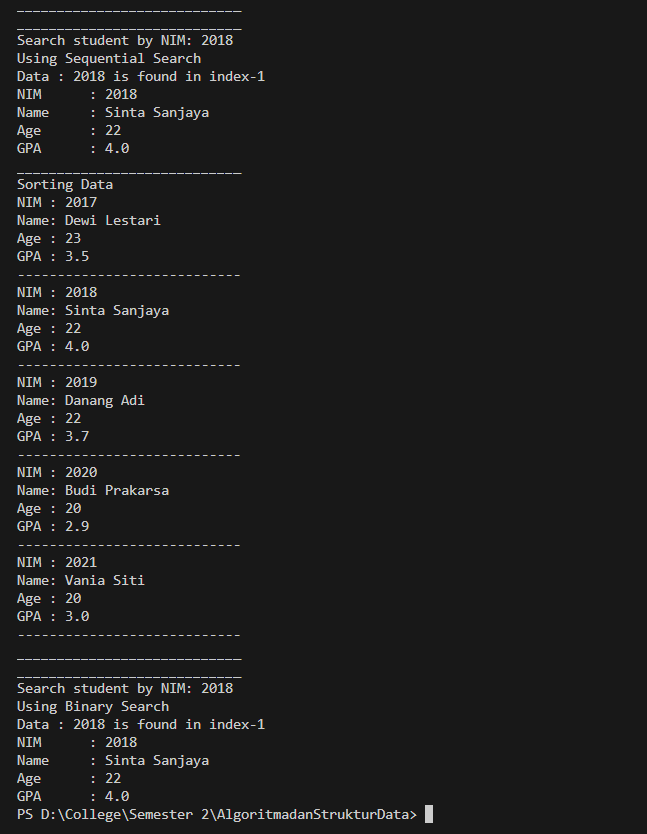 ____________________________
____________________________
Search student by NIM: 2018
Using Sequential Search
Data : 2018 is found in index-1
NIM      : 2018
Name     : Sinta Sanjaya
Age      : 22
GPA      : 4.0
____________________________
Sorting Data
NIM : 2017
Name: Dewi Lestari
Age : 23
GPA : 3.5
----------------------------
NIM : 2018
Name: Sinta Sanjaya
Age : 22
GPA : 4.0
----------------------------
NIM : 2019
Name: Danang Adi
Age : 22
GPA : 3.7
----------------------------
NIM : 2020
Name: Budi Prakarsa
Age : 20
GPA : 2.9
----------------------------
NIM : 2021
Name: Vania Siti
Age : 20
GPA : 3.0
----------------------------
____________________________
____________________________
Search student by NIM: 2018
Using Binary Search
Data : 2018 is found in index-1
NIM      : 2018
Name     : Sinta Sanjaya
Age      : 22
GPA      : 4.0
PS D:\College\Semester 2\AlgoritmadanStrukturData>